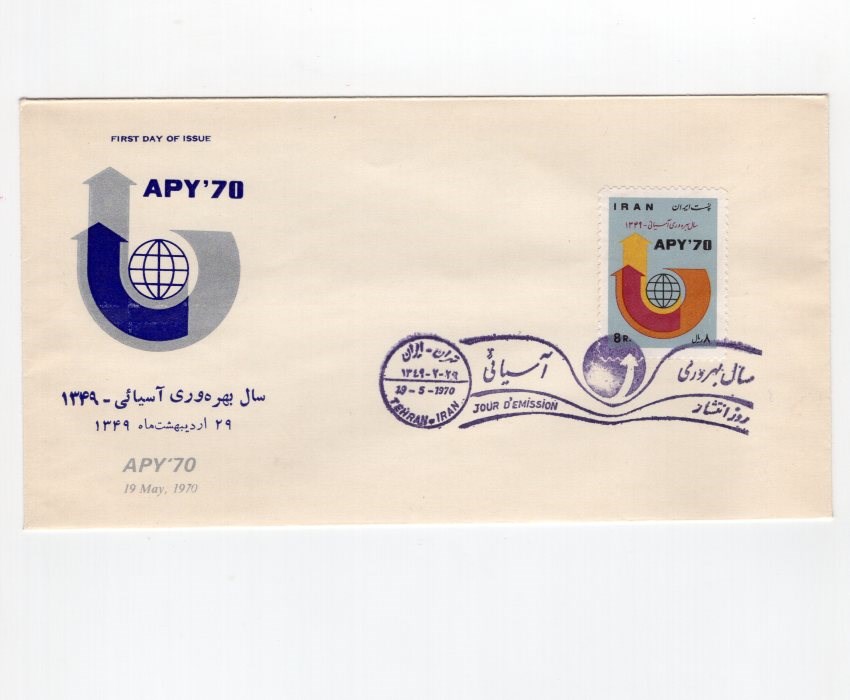 FIRST DAY OF ISSUE
APY'70
سال بهره‌وری آسیائی - ۱۳۴۹
۲۹ اردیبهشت‌ماه ۱۳۴۹
APY'70
19 May, 1970
IRAN پست ایران
سال بهره‌وری آسیائی - ۱۳۴۹
APY'70
8 R. ۸ ریال
تهران - ایران
۱۳٤۹-۲-۲۹
19-5-1970
TEHRAN-IRAN
سال بهره‌وری آسیائی
روز انتشار
JOUR D'EMISSION